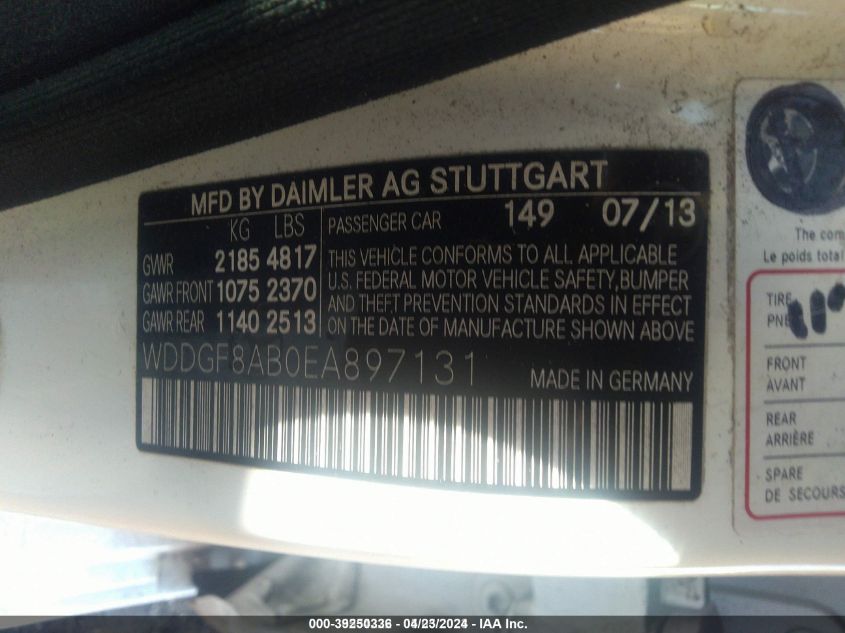 MFD BY DAIMLER AG STUTTGART
KG LBS
GVWR 2185 4817
GAWR FRONT 1075 2370
GAWR REAR 1140 2513
PASSENGER CAR 149 07/13
THIS VEHICLE CONFORMS TO ALL APPLICABLE
U.S. FEDERAL MOTOR VEHICLE SAFETY, BUMPER
AND THEFT PREVENTION STANDARDS IN EFFECT
ON THE DATE OF MANUFACTURE SHOWN ABOVE
WDDGF8AB0EA897131
MADE IN GERMANY
The com
Le poids total
TIRE
FRONT
AVANT
REAR
ARRIÈRE
SPARE
DE SECOURS
000-39250336 - 04/23/2024 - IAA Inc.